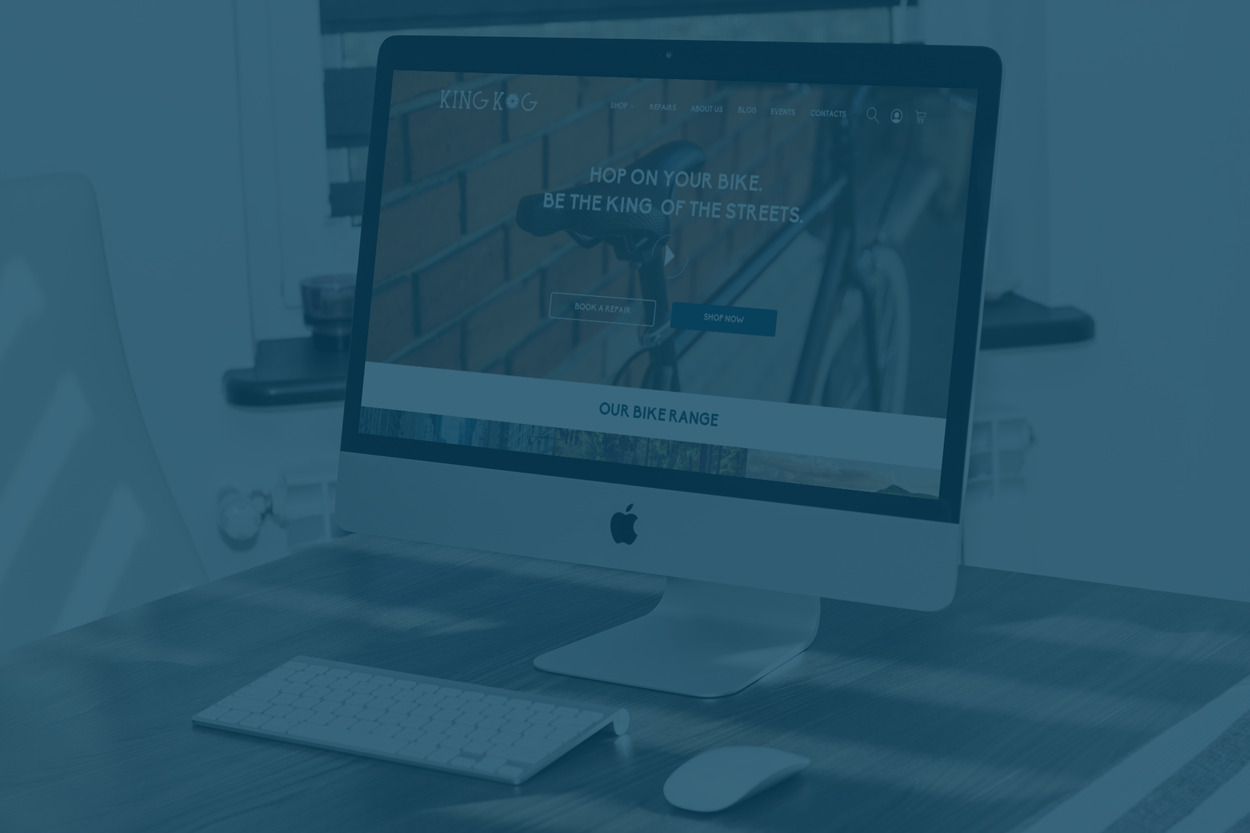 KING KOG
SHOP REPAIRS ABOUT US BLOG EVENTS CONTACTS
HOP ON YOUR BIKE.
BE THE KING OF THE STREETS.
BOOK A REPAIR
SHOP NOW
OUR BIKE RANGE